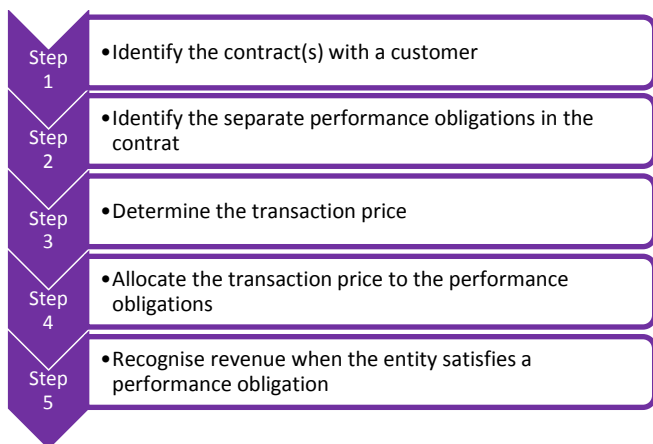 Step
1
•Identify the contract(s) with a customer
Step
2
•Identify the separate performance obligations in the
contrat
Step
3
•Determine the transaction price
Step
4
•Allocate the transaction price to the performance
obligations
Step
5
•Recognise revenue when the entity satisfies a
performance obligation